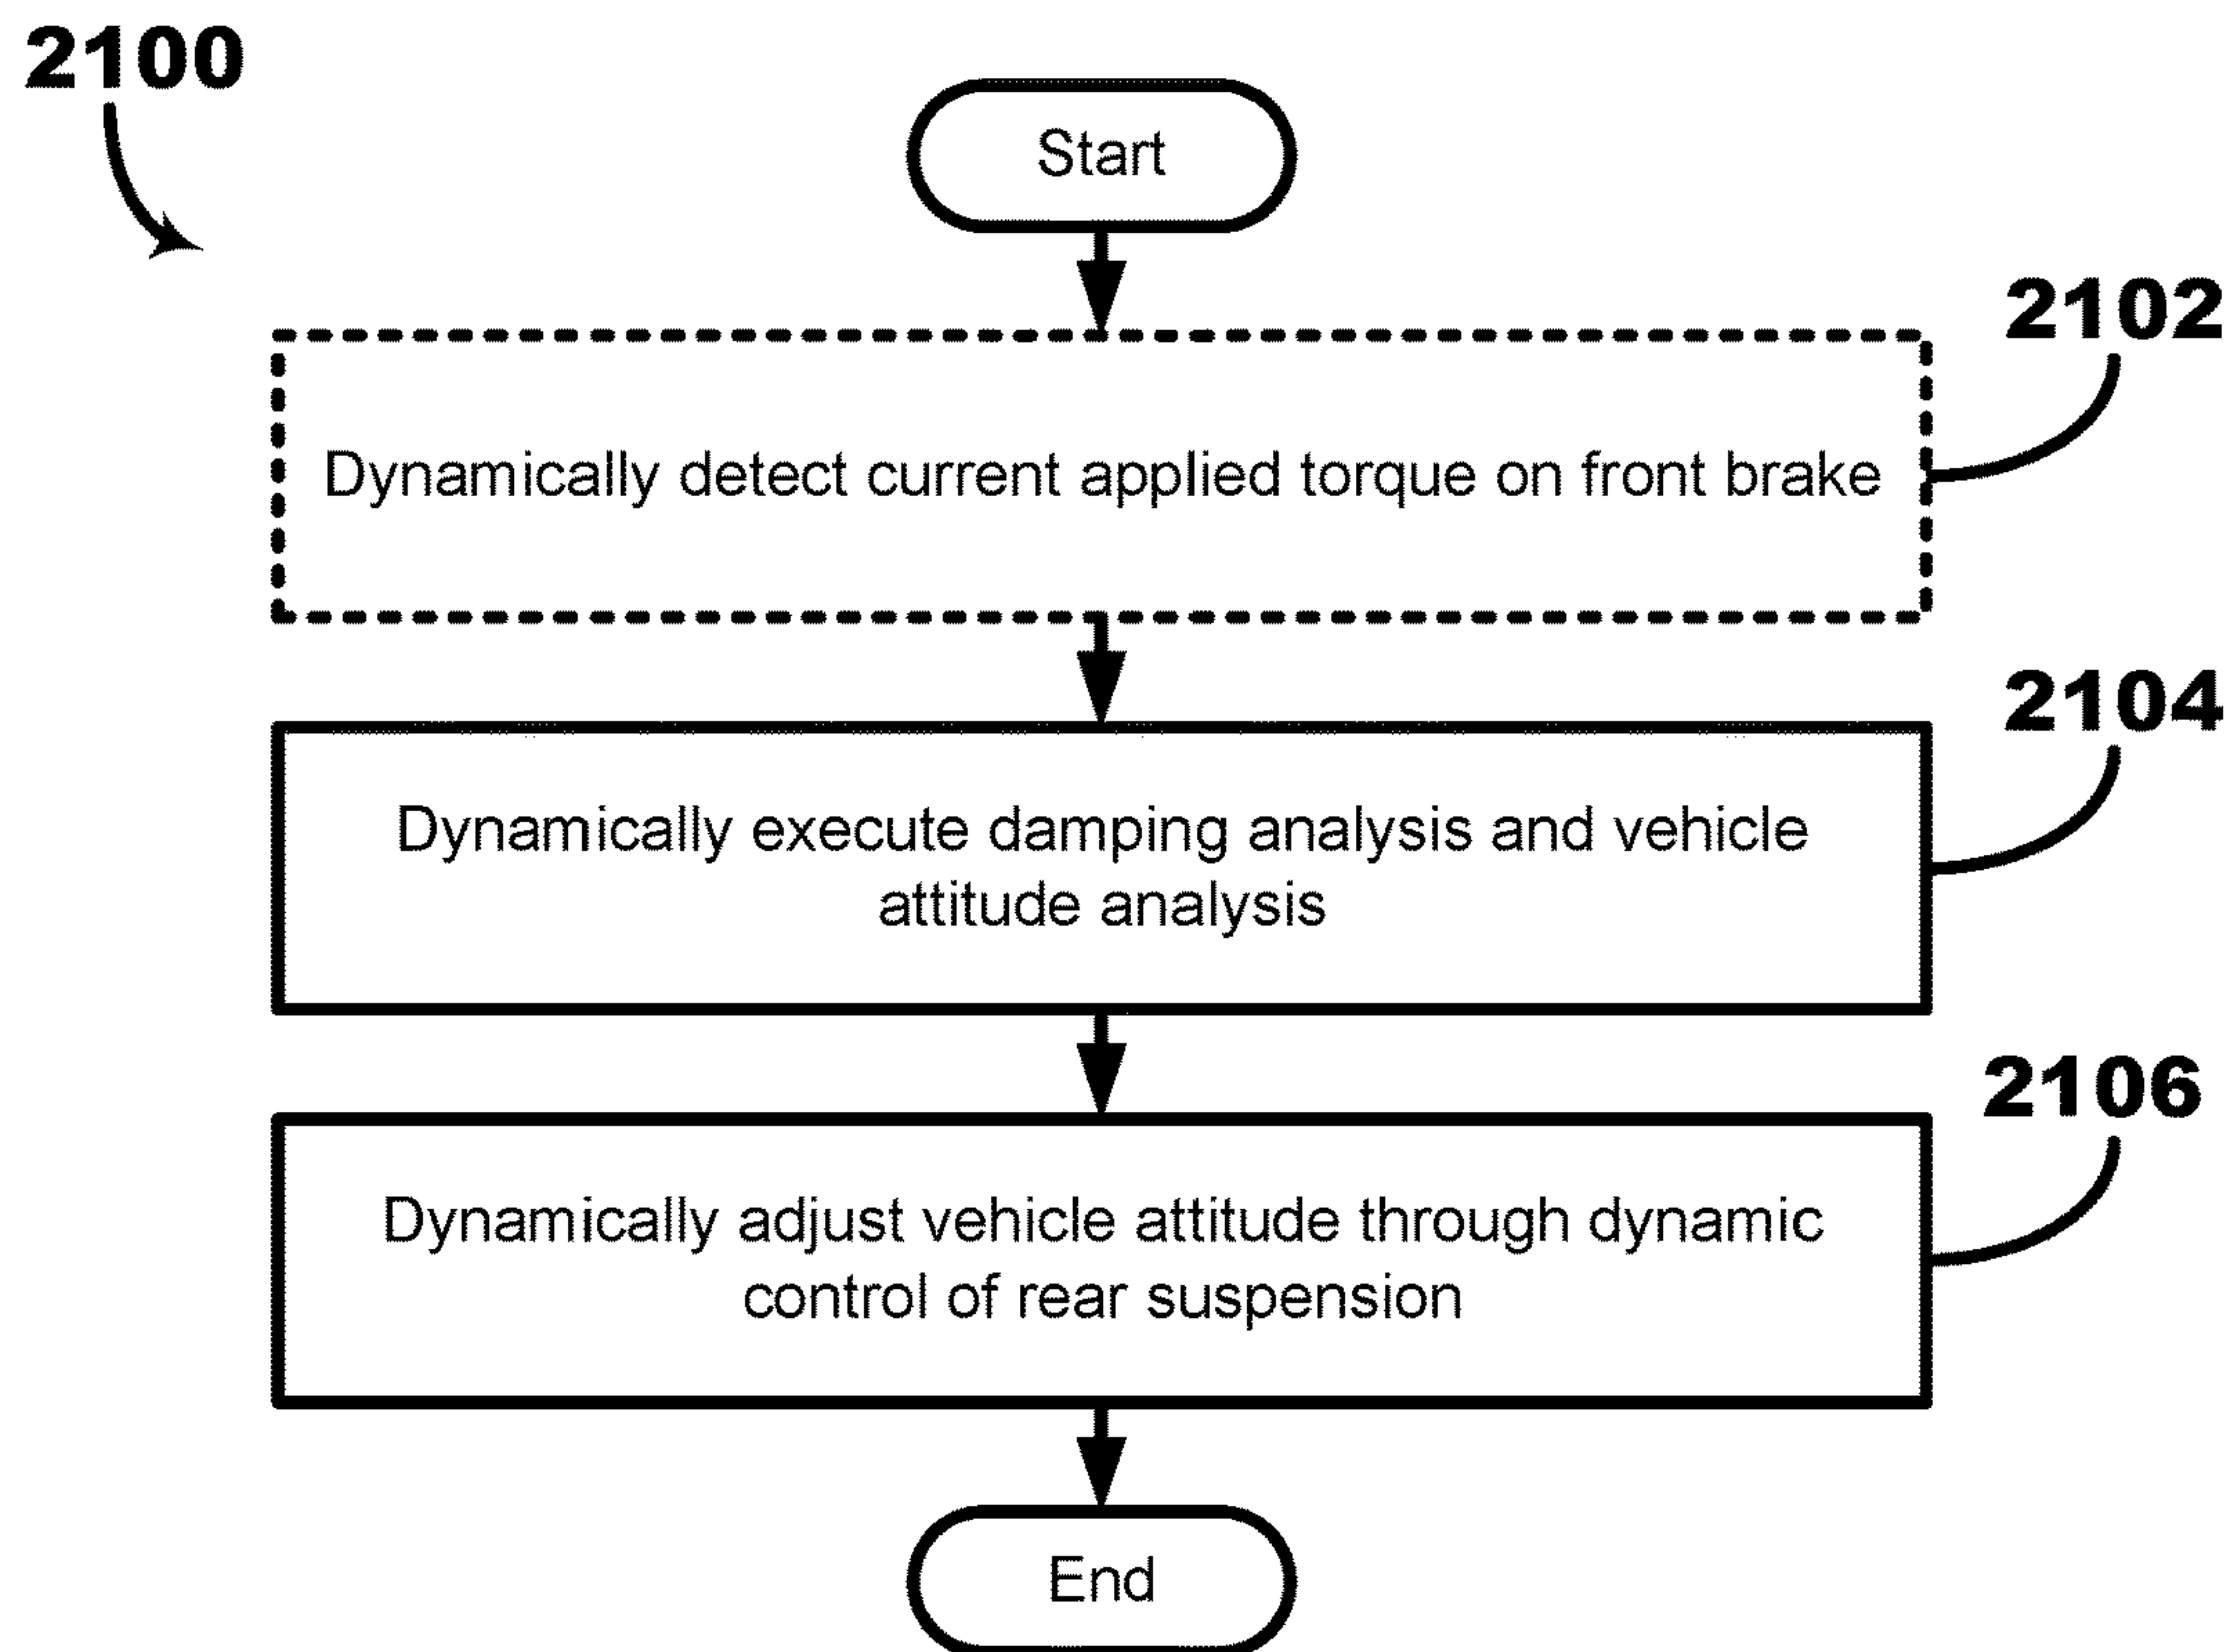 2100
Start
2102
Dynamically detect current applied torque on front brake
2104
Dynamically execute damping analysis and vehicle
attitude analysis
2106
Dynamically adjust vehicle attitude through dynamic
control of rear suspension
End